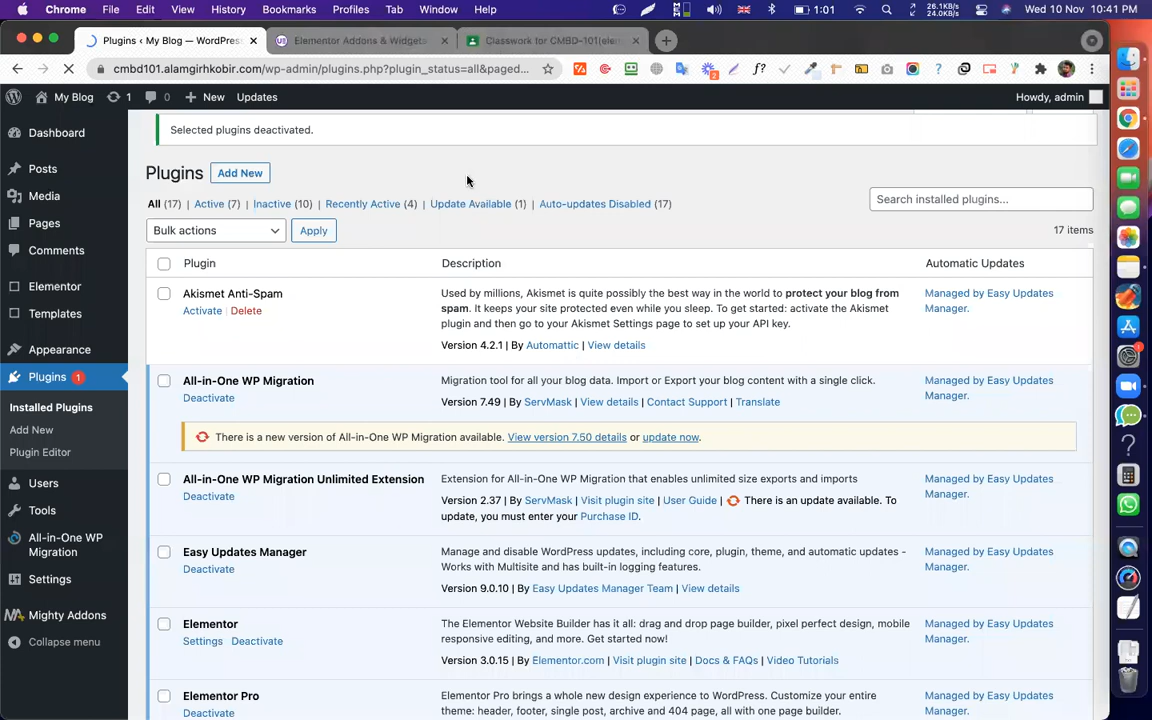 Chrome File Edit View History Bookmarks Profiles Tab Window Help 26.1KB/s 24.0KB/s 1:01 Wed 10 Nov 10:41 PM
Plugins ‹ My Blog — WordPress Elementor Addons & Widgets Classwork for CMBD-101(elem
cmbd101.alamgirhkobir.com/wp-admin/plugins.php?plugin_status=all&paged...
My Blog 1 0 New Updates Howdy, admin
Dashboard
Posts
Media
Pages
Comments
Elementor
Templates
Appearance
Plugins 1
Installed Plugins
Add New
Plugin Editor
Users
Tools
All-in-One WP
Migration
Settings
Mighty Addons
Collapse menu
Selected plugins deactivated.
Plugins Add New
All (17) | Active (7) | Inactive (10) | Recently Active (4) | Update Available (1) | Auto-updates Disabled (17)
Search installed plugins...
Bulk actions Apply 17 items
Plugin Description Automatic Updates
Akismet Anti-Spam
Activate | Delete
Used by millions, Akismet is quite possibly the best way in the world to protect your blog from
spam. It keeps your site protected even while you sleep. To get started: activate the Akismet
plugin and then go to your Akismet Settings page to set up your API key.
Version 4.2.1 | By Automattic | View details
Managed by Easy Updates
Manager.
All-in-One WP Migration
Deactivate
Migration tool for all your blog data. Import or Export your blog content with a single click.
Version 7.49 | By ServMask | View details | Contact Support | Translate
Managed by Easy Updates
Manager.
There is a new version of All-in-One WP Migration available. View version 7.50 details or update now.
All-in-One WP Migration Unlimited Extension
Deactivate
Extension for All-in-One WP Migration that enables unlimited size exports and imports
Version 2.37 | By ServMask | Visit plugin site | User Guide | There is an update available. To
update, you must enter your Purchase ID.
Managed by Easy Updates
Manager.
Easy Updates Manager
Deactivate
Manage and disable WordPress updates, including core, plugin, theme, and automatic updates -
Works with Multisite and has built-in logging features.
Version 9.0.10 | By Easy Updates Manager Team | View details
Managed by Easy Updates
Manager.
Elementor
Settings | Deactivate
The Elementor Website Builder has it all: drag and drop page builder, pixel perfect design, mobile
responsive editing, and more. Get started now!
Version 3.0.15 | By Elementor.com | Visit plugin site | Docs & FAQs | Video Tutorials
Managed by Easy Updates
Manager.
Elementor Pro
Deactivate
Elementor Pro brings a whole new design experience to WordPress. Customize your entire
theme: header, footer, single post, archive and 404 page, all with one page builder.
Managed by Easy Updates
Manager.